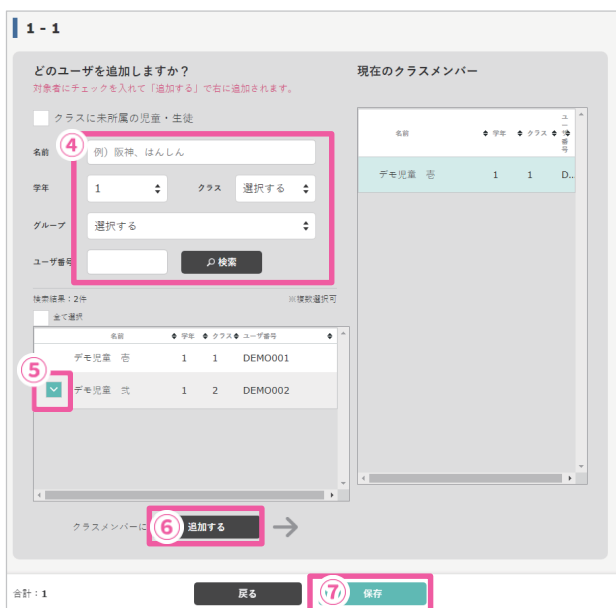 1 - 1
どのユーザを追加しますか？
対象者にチェックを入れて「追加する」で右に追加されます。
クラスに未所属の児童・生徒
④
名前
例）阪神、はんしん
学年
1
クラス
選択する
グループ
選択する
ユーザ番号
検索
検索結果：2件
※複数選択可
全て選択
名前 学年 クラス ユーザ番号
デモ児童 壱 1 1 DEMO001
⑤
デモ児童 弐 1 2 DEMO002
クラスメンバーに
⑥
追加する
現在のクラスメンバー
名前 学年 クラス ユーザ番号
デモ児童 壱 1 1 D..
合計：1
戻る
⑦
保存